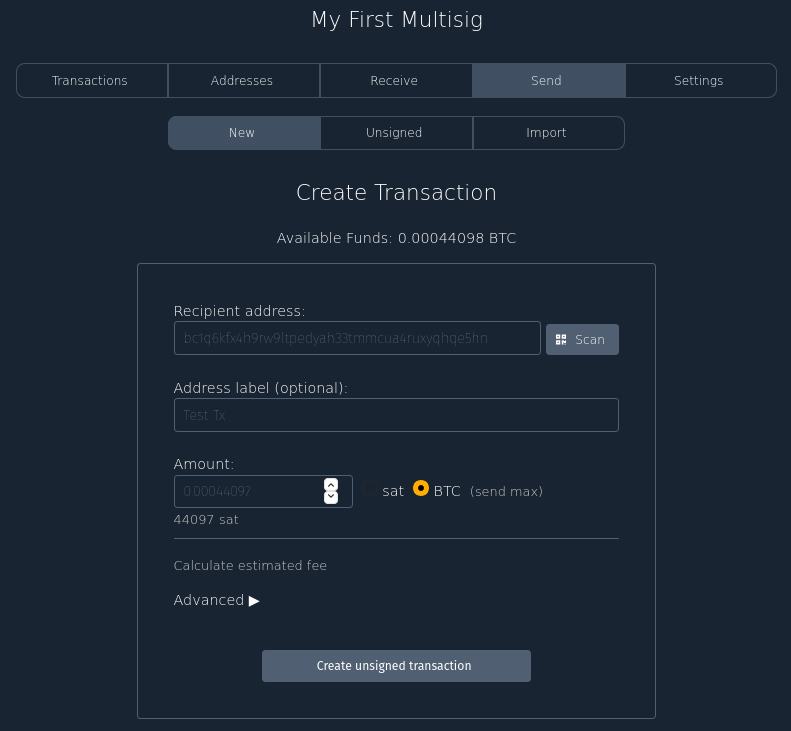 My First Multisig
Transactions Addresses Receive Send Settings
New Unsigned Import
Create Transaction
Available Funds: 0.00044098 BTC
Recipient address:
bc1q6kfx4h9rw9ltpedyah33tmmcua4ruxyqhqe5hn Scan
Address label (optional):
Test Tx
Amount:
0.00044097 sat BTC (send max)
44097 sat
Calculate estimated fee
Advanced ▶
Create unsigned transaction